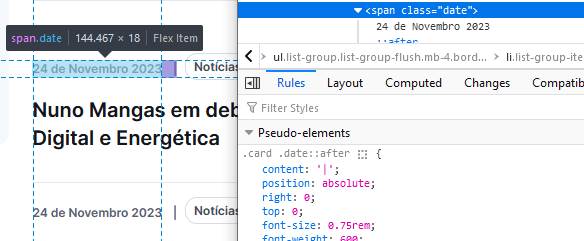 <span class="date">
24 de Novembro 2023
::after
span.date 144.467 × 18 Flex Item
ul.list-group.list-group-flush.mb-4.bord… li.list-group-ite
24 de Novembro 2023 Notícias
Rules Layout Computed Changes Compatib
Filter Styles
Nuno Mangas em deb
Digital e Energética
Pseudo-elements
.card .date::after {
content: '|';
position: absolute;
right: 0;
top: 0;
font-size: 0.75rem;
font-weight: 600;
24 de Novembro 2023 | Notícias